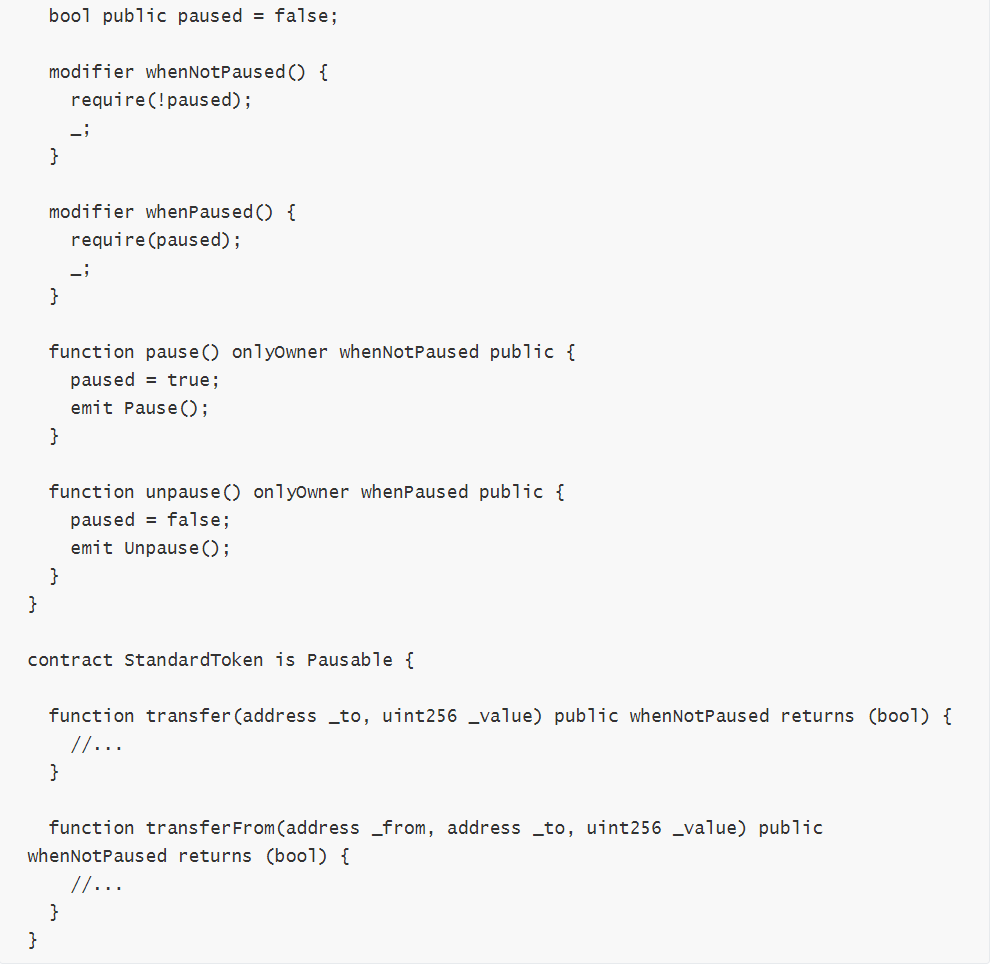 bool public paused = false;
modifier whenNotPaused() {
require(!paused);
_;
}
modifier whenPaused() {
require(paused);
_;
}
function pause() onlyOwner whenNotPaused public {
paused = true;
emit Pause();
}
function unpause() onlyOwner whenPaused public {
paused = false;
emit Unpause();
}
}
contract StandardToken is Pausable {
function transfer(address _to, uint256 _value) public whenNotPaused returns (bool) {
//...
}
function transferFrom(address _from, address _to, uint256 _value) public
whenNotPaused returns (bool) {
//...
}
}